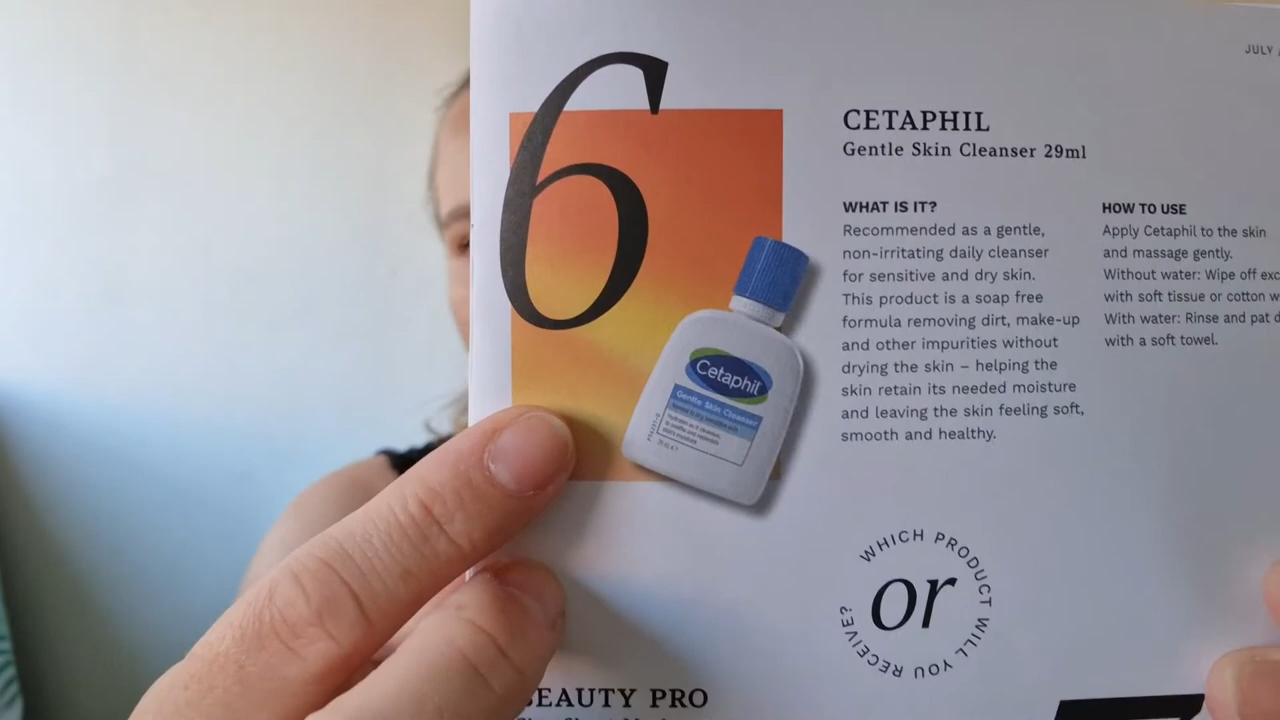 JULY
6
CETAPHIL
Gentle Skin Cleanser 29ml
WHAT IS IT?
Recommended as a gentle,
non-irritating daily cleanser
for sensitive and dry skin.
This product is a soap free
formula removing dirt, make-up
and other impurities without
drying the skin – helping the
skin retain its needed moisture
and leaving the skin feeling soft,
smooth and healthy.
HOW TO USE
Apply Cetaphil to the skin
and massage gently.
Without water: Wipe off exc
with soft tissue or cotton w
With water: Rinse and pat d
with a soft towel.
Cetaphil
Gentle Skin Cleanser
WHICH PRODUCT WILL YOU RECEIVE?
or
BEAUTY PRO